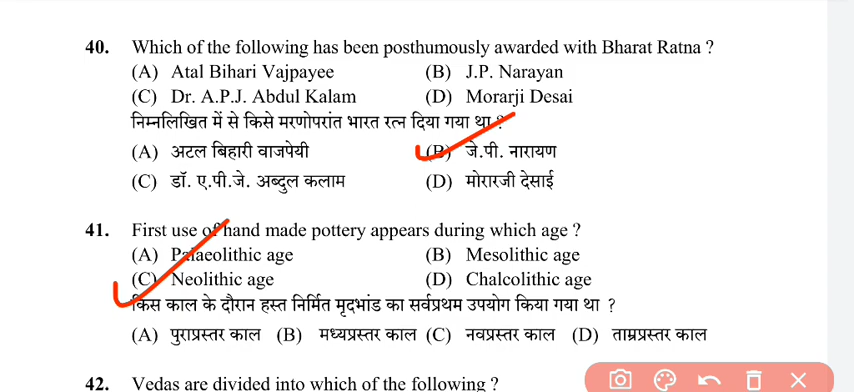 40. Which of the following has been posthumously awarded with Bharat Ratna ?
(A) Atal Bihari Vajpayee (B) J.P. Narayan
(C) Dr. A.P.J. Abdul Kalam (D) Morarji Desai
निम्नलिखित में से किसे मरणोपरांत भारत रत्न दिया गया था ?
(A) अटल बिहारी वाजपेयी (B) जे.पी. नारायण
(C) डॉ. ए.पी.जे. अब्दुल कलाम (D) मोरारजी देसाई
41. First use of hand made pottery appears during which age ?
(A) Palaeolithic age (B) Mesolithic age
(C) Neolithic age (D) Chalcolithic age
किस काल के दौरान हस्त निर्मित मृदभांड का सर्वप्रथम उपयोग किया गया था ?
(A) पुराप्रस्तर काल (B) मध्यप्रस्तर काल (C) नवप्रस्तर काल (D) ताम्रप्रस्तर काल
42. Vedas are divided into which of the following ?